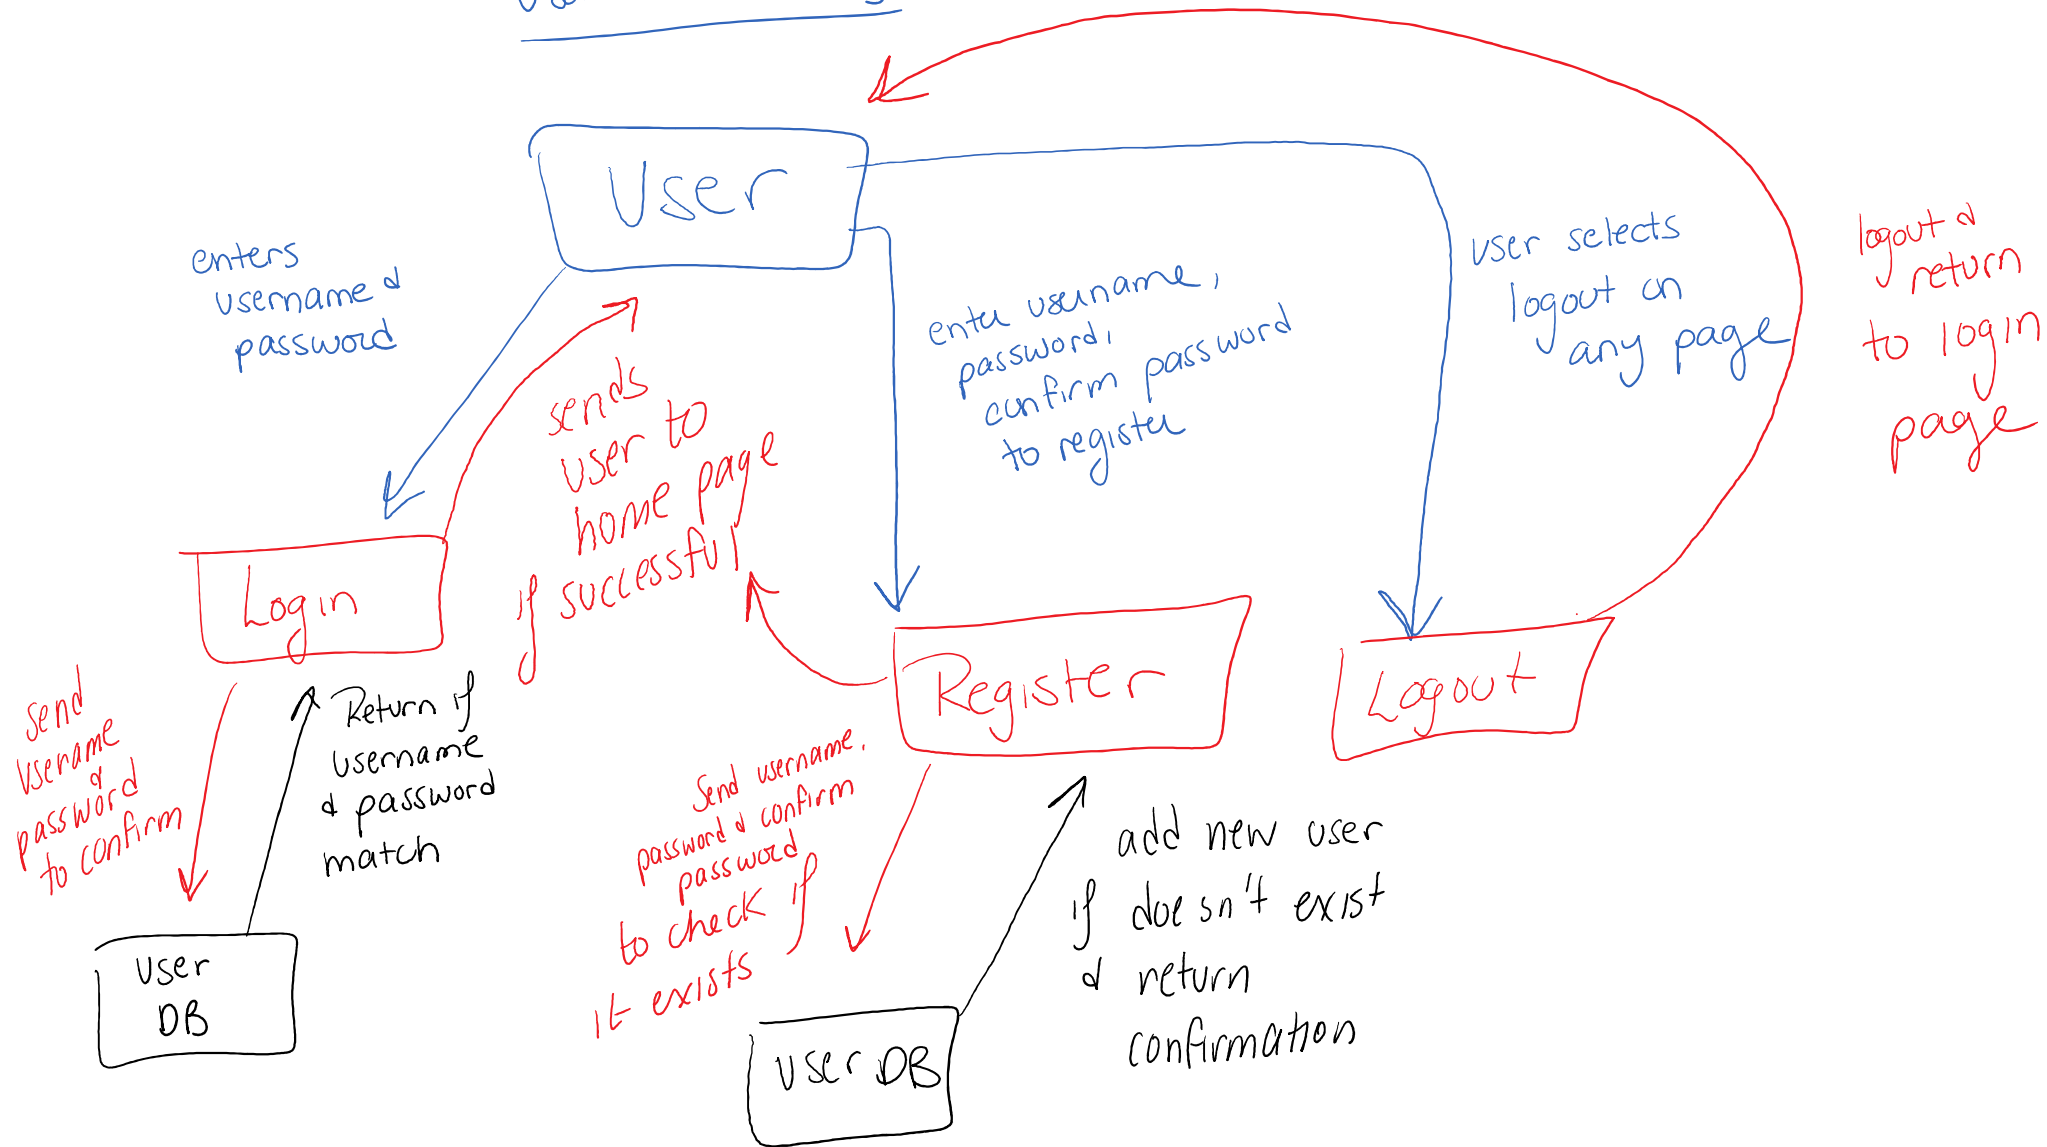 User
enters
username &
password
sends
user to
home page
if successful
enter username,
password,
confirm password
to register
user selects
logout on
any page
logout &
return
to login
page
Login
Register
Logout
send
username
&
password
to confirm
Return if
username
& password
match
Send username,
password & confirm
password
to check if
it exists
add new user
if doesn't exist
& return
confirmation
User
DB
User DB